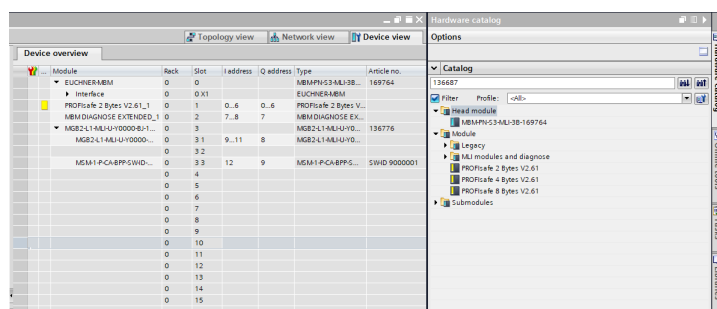 Hardware catalog
Topology view Network view Device view Options
Device overview
... Module Rack Slot I address Q address Type Article no.
Catalog
EUCHNER-MBM 0 0 MBM-PN-S3-MLI-3B... 169764
136687
Interface 0 0 X1 EUCHNER-MBM
Filter Profile: <All>
PROFIsafe 2 Bytes V2.61_1 0 1 0...6 0...6 PROFIsafe 2 Bytes V...
Head module
MBM DIAGNOSE EXTENDED_1 0 2 7...8 7 MBM DIAGNOSE EX...
MBM-PN-S3-MLI-3B-169764
MGB2-L1-MLI-U-Y0000-BJ-1... 0 3 MGB2-L1-MLI-U-Y0... 136776
Module
MGB2-L1-MLI-U-Y0000-... 0 3 1 9...11 8 MGB2-L1-MLI-U-Y0...
Legacy
0 3 2
MLI modules and diagnose
MSM-1-P-CA-BPP-SWID-... 0 3 3 12 9 MSM-1-P-CA-BPP-S... SWHD 9000001
PROFIsafe 2 Bytes V2.61
0 4
PROFIsafe 4 Bytes V2.61
0 5
PROFIsafe 8 Bytes V2.61
0 6
Submodules
0 7
0 8
0 9
0 10
0 11
0 12
0 13
0 14
0 15